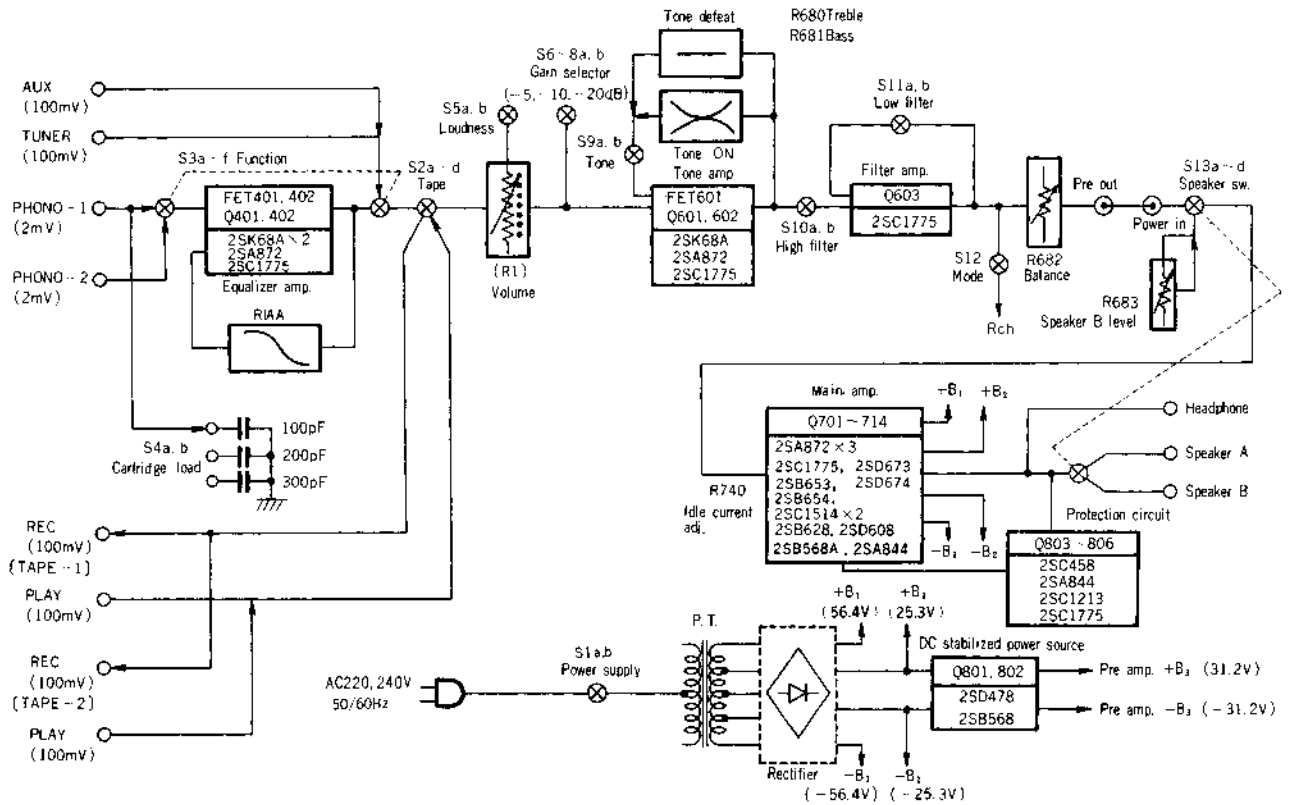 Tone defeat
R680 Treble
R681 Bass
S6~8a, b
Gain selector
(-5, -10, -20dB)
S11a, b
Low filter
AUX
(100mV)
S5a, b
Loudness
TUNER
(100mV)
S9a, b
Tone
S3a~f Function
S2a~d
Tape
Tone ON
Tone amp
Filter amp.
S13a~d
Speaker sw.
Pre out
PHONO-1
(2mV)
FET401, 402
Q401, 402
FET601
Q601, 602
Q603
2SC1775
Power in
2SK68A×2
2SA872
2SC1775
2SK68A
2SA872
2SC1775
S10a, b
High filter
S12
Mode
R682
Balance
PHONO-2
(2mV)
Equalizer amp.
(R1)
Volume
R683
Speaker B level
RIAA
Rch
Main amp.
+B₂
Q701~714
Headphone
S4a, b
Cartridge load
100pF
200pF
300pF
2SA872×3
2SC1775, 2SD673
2SB653, 2SD674
2SB654,
2SC1514×2
2SB628, 2SD608
2SB568A, 2SA844
Speaker A
Speaker B
R740
Idle current
adj.
Protection circuit
REC
(100mV)
[TAPE-1]
-B₂
Q803~806
2SC458
2SA844
2SC1213
2SC1775
PLAY
(100mV)
+B₁
(56.4V)
(25.3V)
P.T.
DC stabilized power source
REC
(100mV)
[TAPE-2]
S1a,b
Power supply
AC220, 240V
50/60Hz
Q801, 802
2SD478
2SB568
Pre amp. +B₃ (31.2V)
Pre amp. -B₃ (-31.2V)
PLAY
(100mV)
Rectifier
(-56.4V)
(-25.3V)